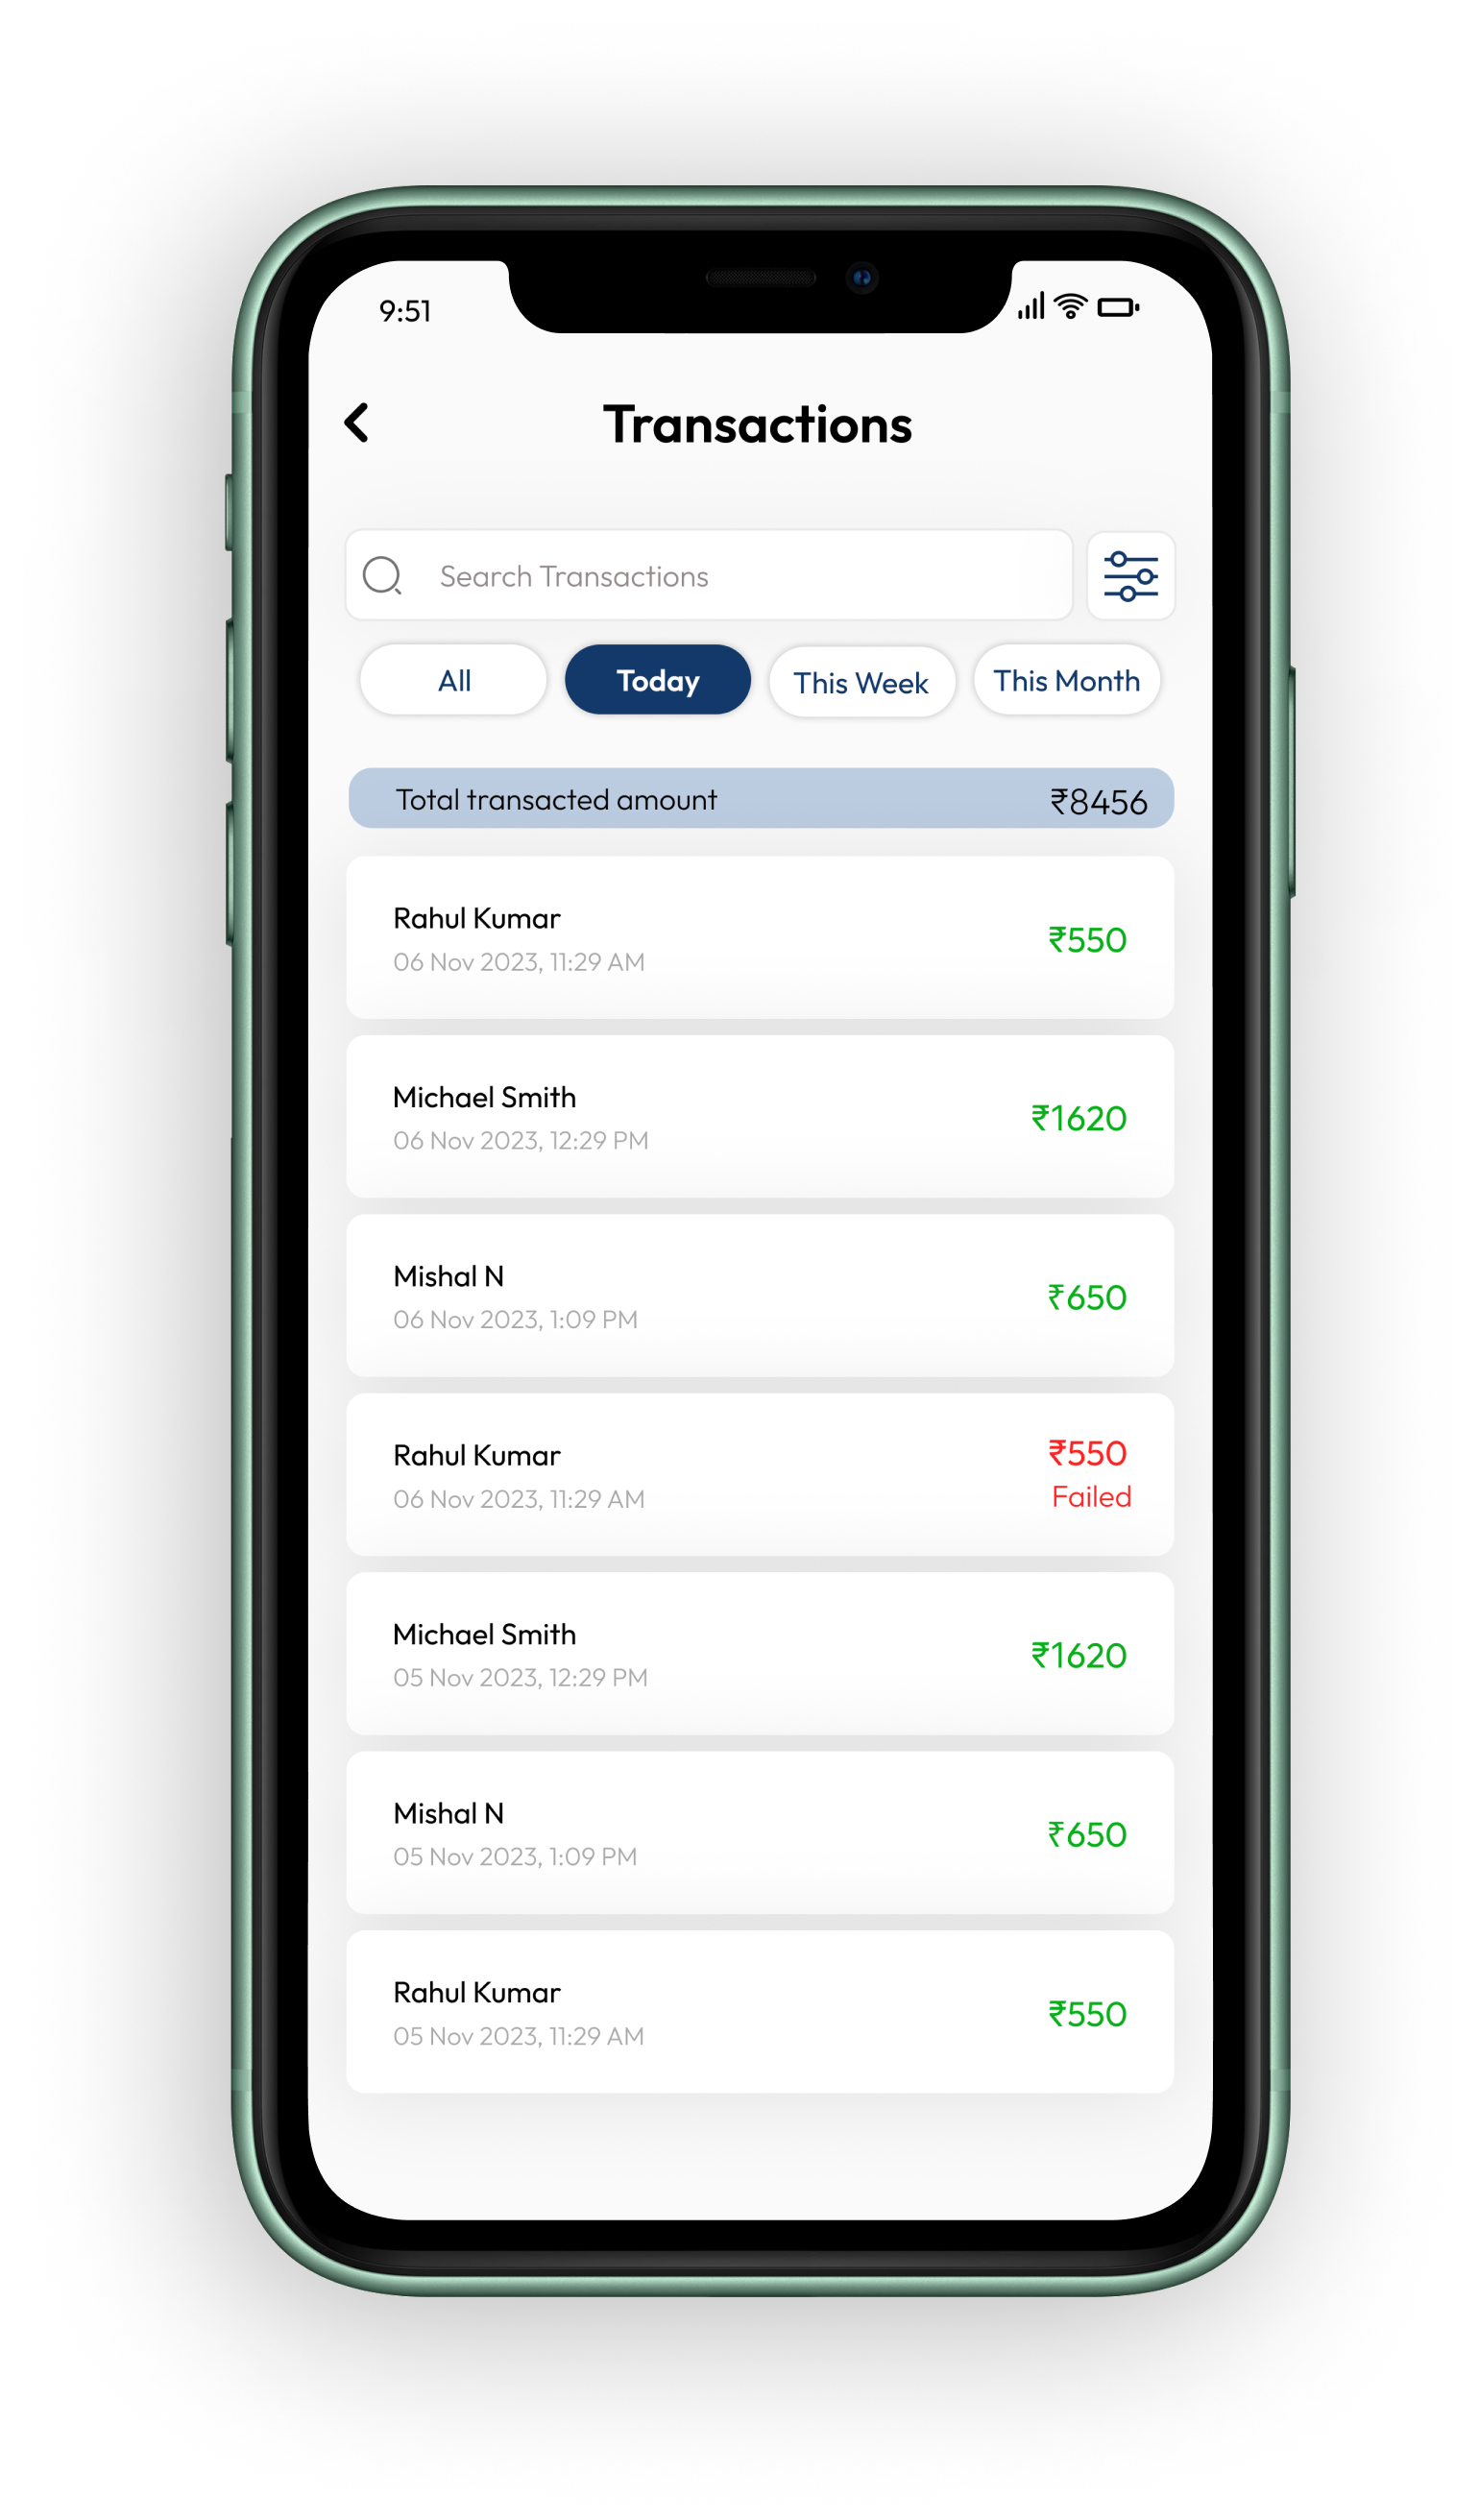 9:51
Transactions
Search Transactions
All Today This Week This Month
Total transacted amount ₹8456
Rahul Kumar
₹550
06 Nov 2023, 11:29 AM
Michael Smith
₹1620
06 Nov 2023, 12:29 PM
Mishal N
₹650
06 Nov 2023, 1:09 PM
Rahul Kumar ₹550
06 Nov 2023, 11:29 AM Failed
Michael Smith
₹1620
05 Nov 2023, 12:29 PM
Mishal N
₹650
05 Nov 2023, 1:09 PM
Rahul Kumar
₹550
05 Nov 2023, 11:29 AM